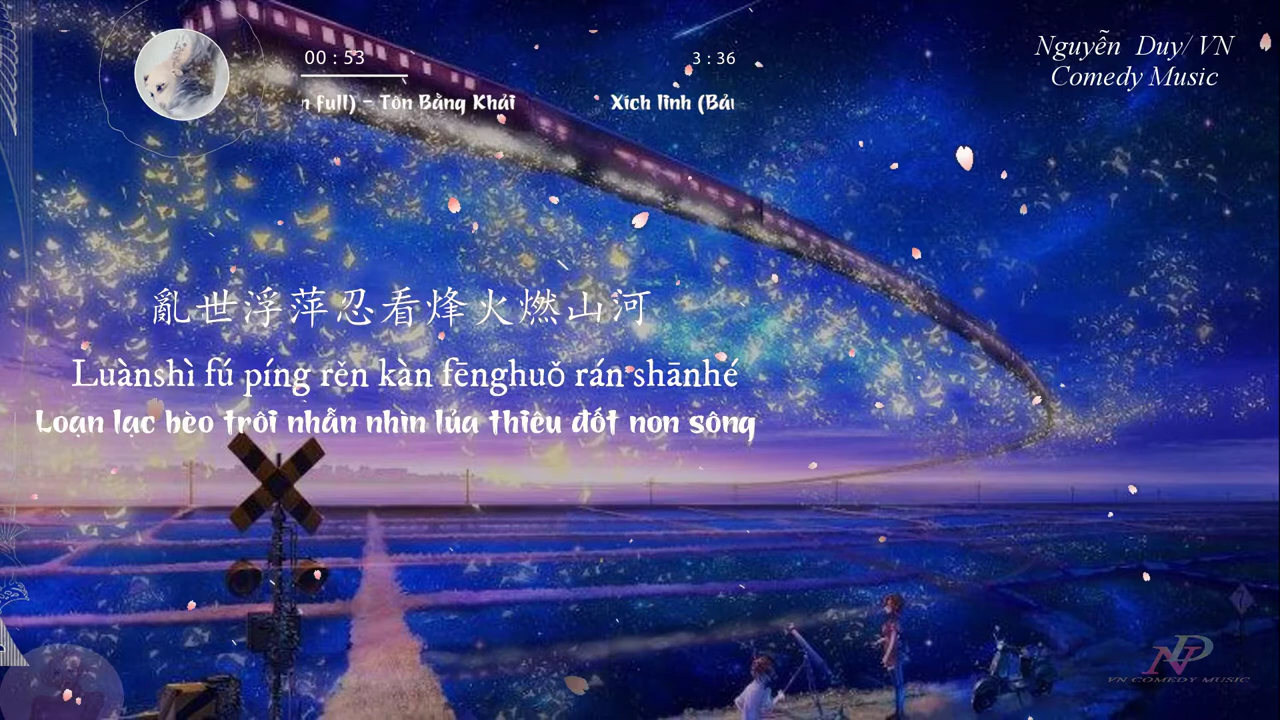 00 : 53
3 : 36
n full) - Tôn Bằng Khải
Xích linh (Bản
Nguyễn Duy/ VN
Comedy Music
亂世浮萍忍看烽火燃山河
Luànshì fú píng rěn kàn fēnghuǒ rán shānhé
Loạn lạc bèo trôi nhẫn nhìn lửa thiêu đốt non sông
VN COMEDY MUSIC